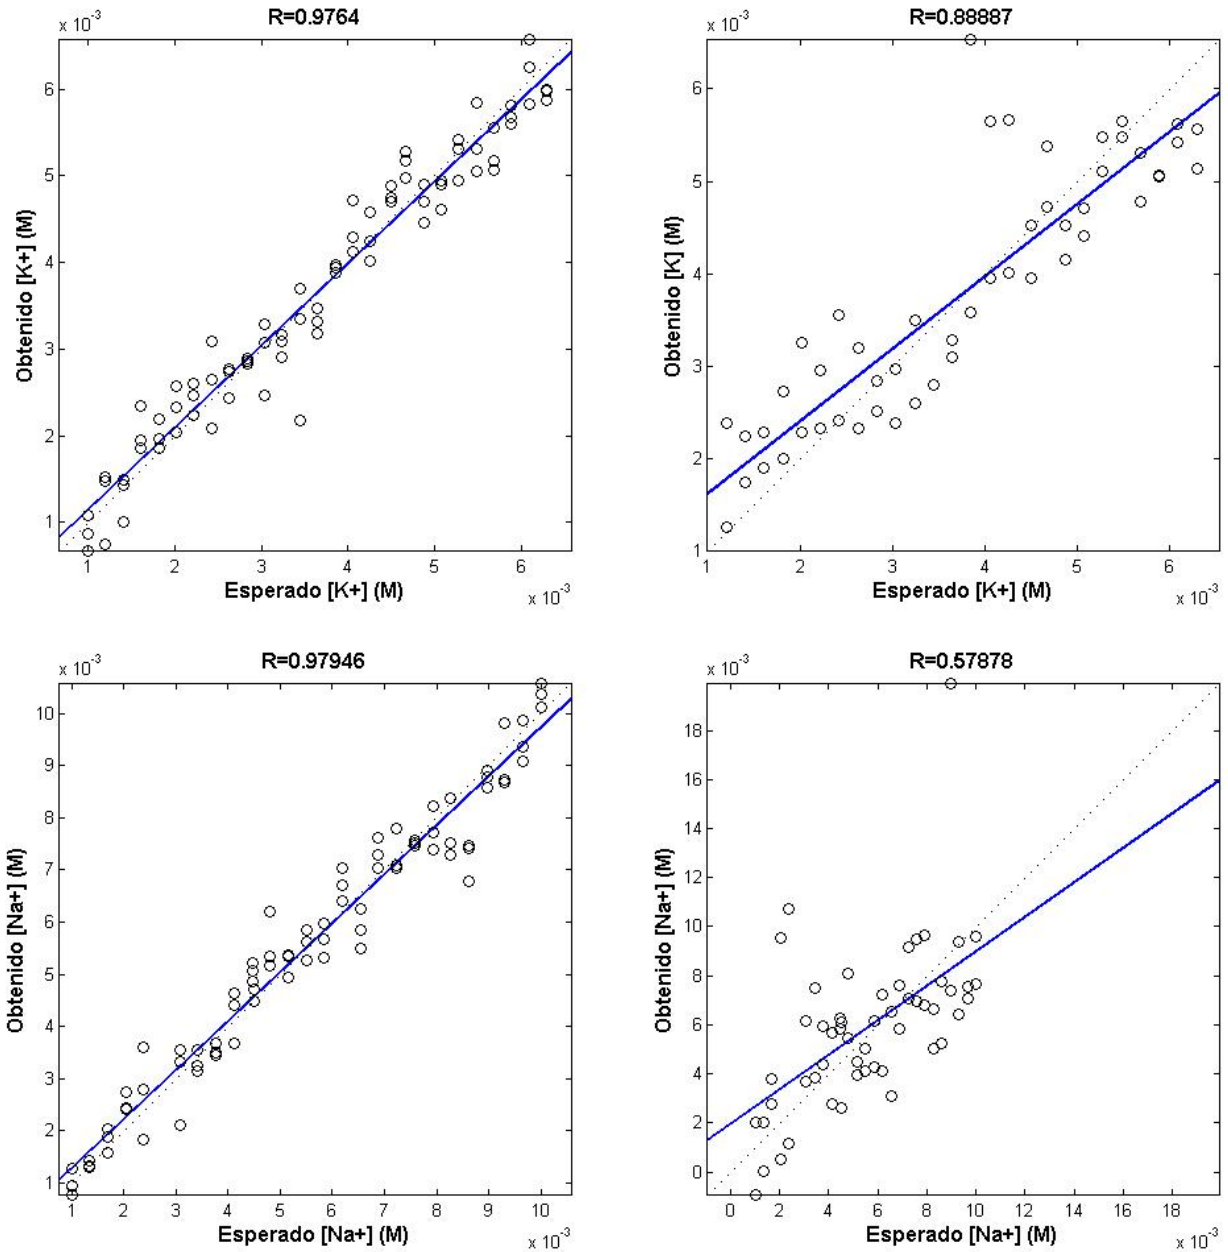 R=0.9764
x 10^-3
6
5
4
3
2
1
Obtenido [K+] (M)
1 2 3 4 5 6
Esperado [K+] (M)
x 10^-3
R=0.88887
x 10^-3
6
5
4
3
2
1
Obtenido [K] (M)
1 2 3 4 5 6
Esperado [K+] (M)
x 10^-3
R=0.97946
x 10^-3
10
9
8
7
6
5
4
3
2
1
Obtenido [Na+] (M)
1 2 3 4 5 6 7 8 9 10
Esperado [Na+] (M)
x 10^-3
R=0.57878
x 10^-3
18
16
14
12
10
8
6
4
2
0
Obtenido [Na+] (M)
0 2 4 6 8 10 12 14 16 18
Esperado [Na+] (M)
x 10^-3